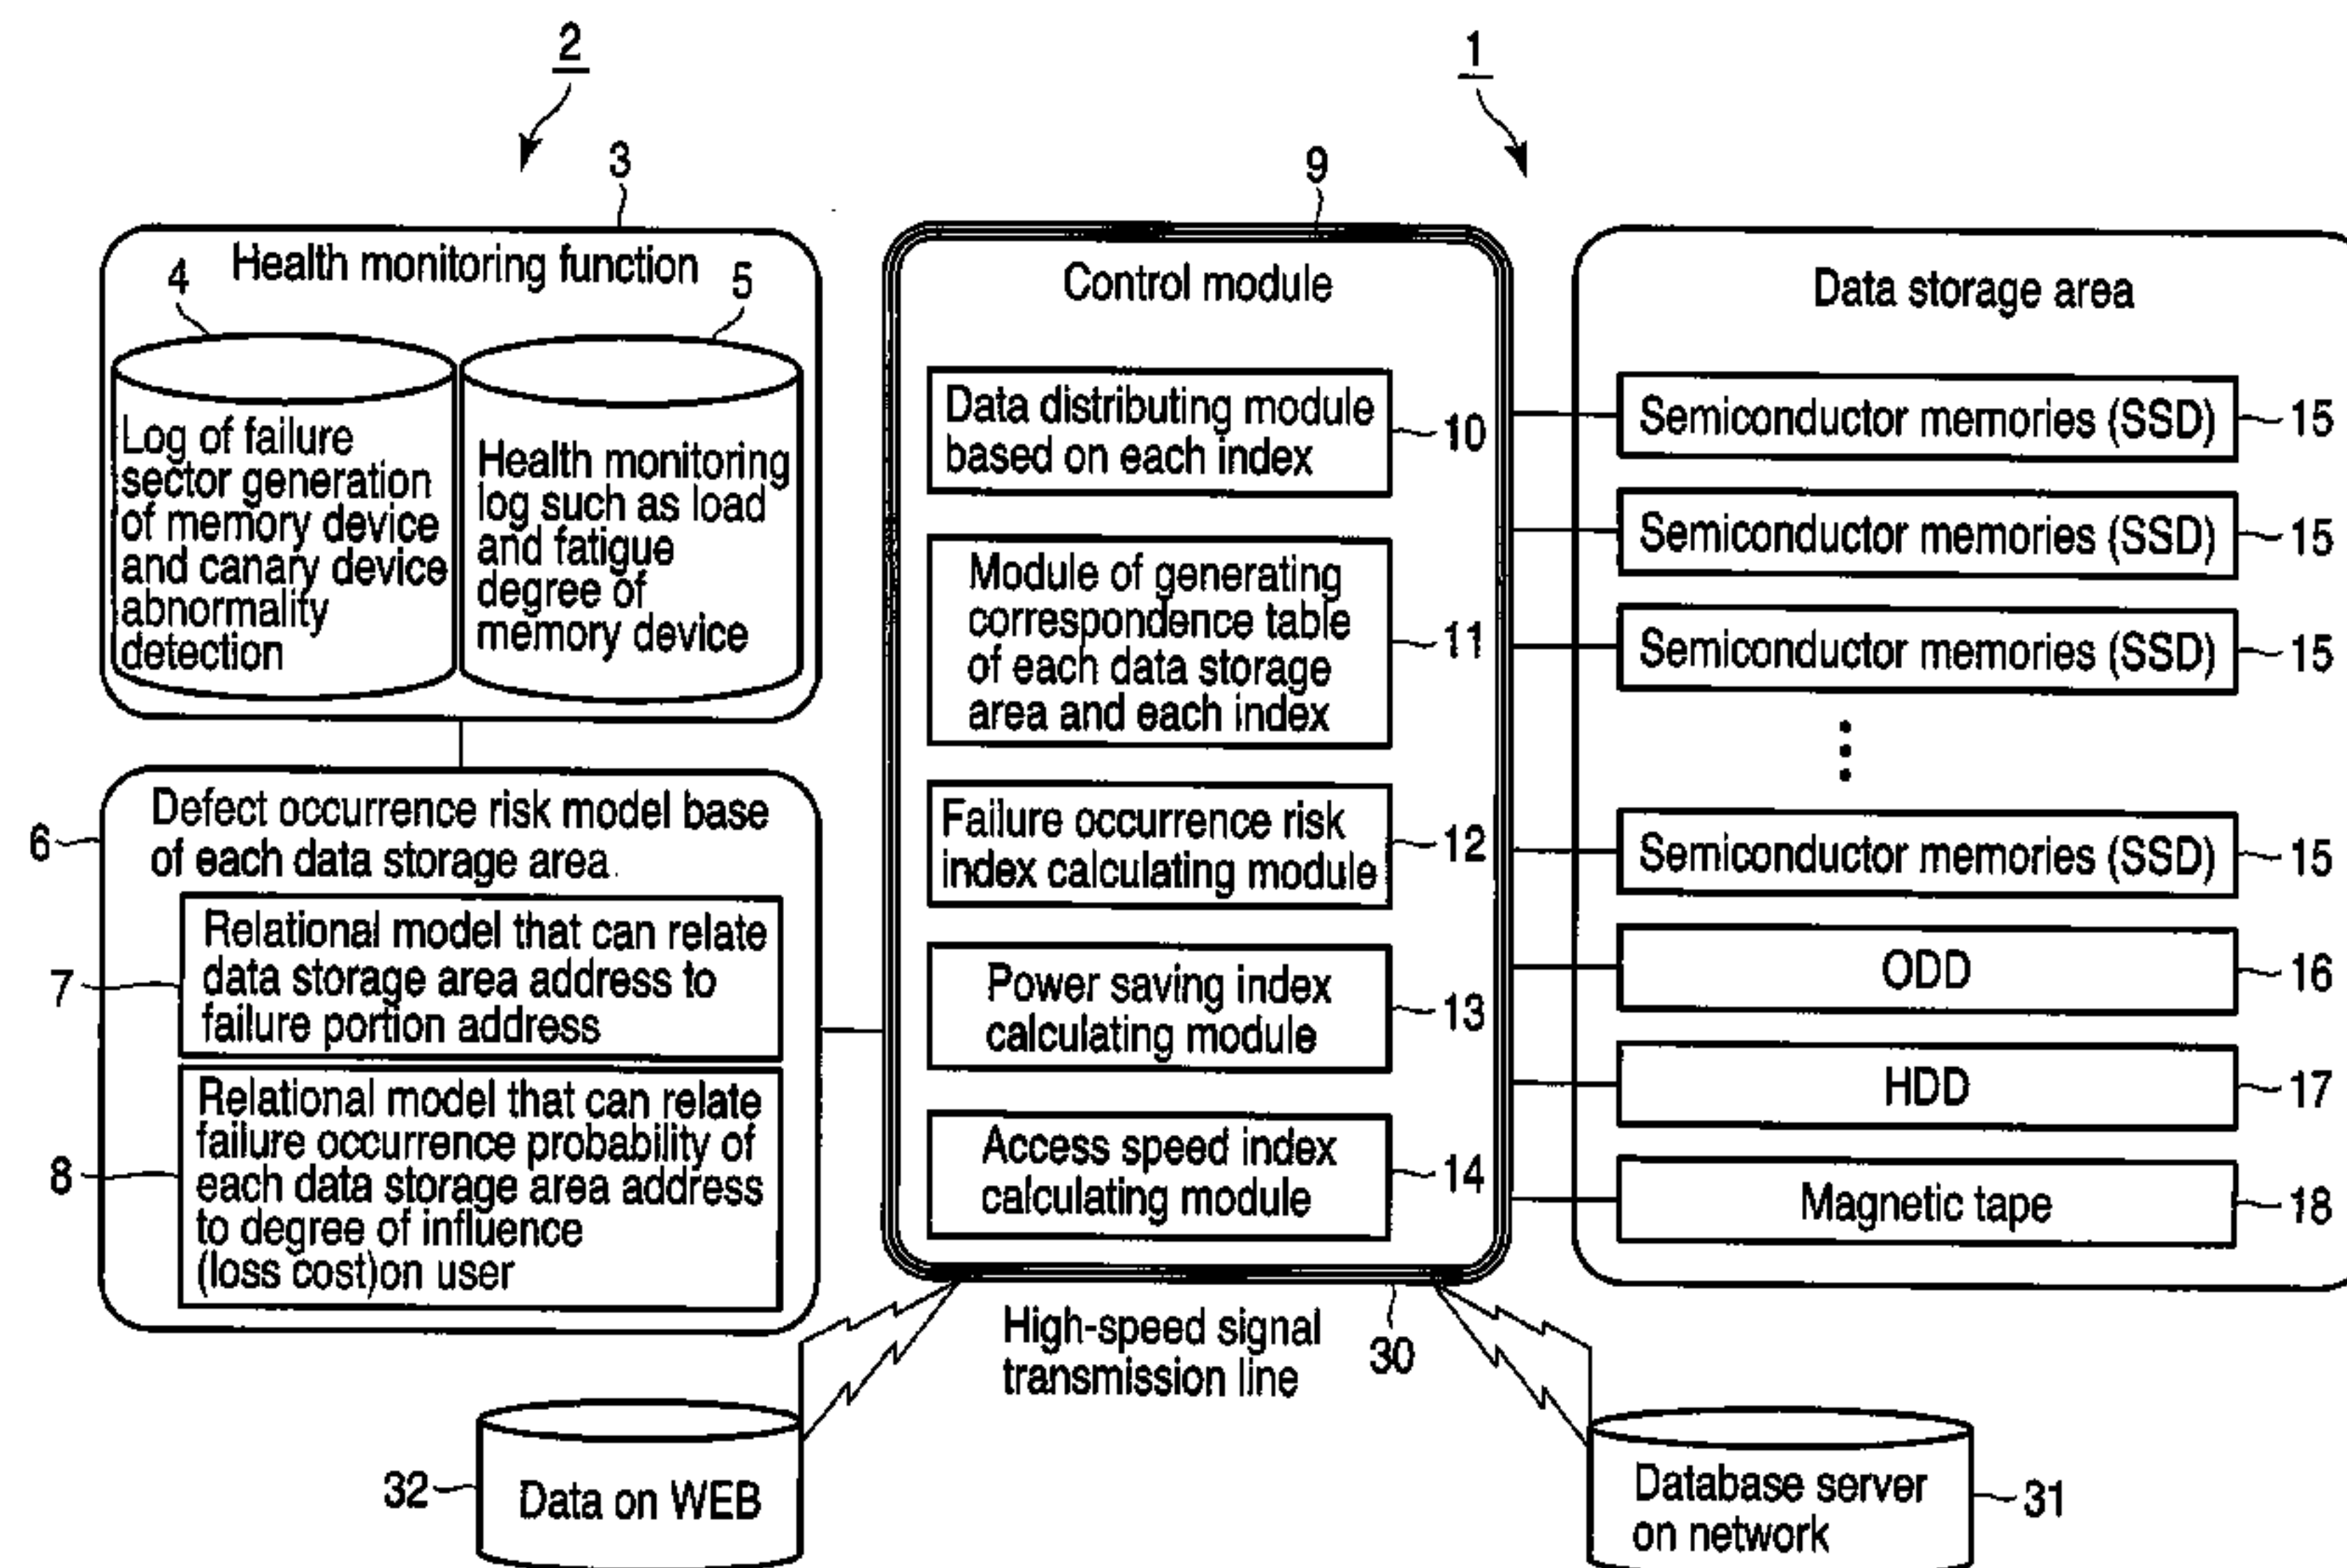 2
1
3
Health monitoring function
4
5
Log of failure
sector generation
of memory device
and canary device
abnormality
detection
Health monitoring
log such as load
and fatigue
degree of
memory device
6
Defect occurrence risk model base
of each data storage area
7
Relational model that can relate
data storage area address to
failure portion address
8
Relational model that can relate
failure occurrence probability of
each data storage area address
to degree of influence
(loss cost)on user
9
Control module
Data distributing module
based on each index
10
Module of generating
correspondence table
of each data storage
area and each index
11
Failure occurrence risk
index calculating module
12
Power saving index
calculating module
13
Access speed index
calculating module
14
Data storage area
Semiconductor memories (SSD)
15
Semiconductor memories (SSD)
15
Semiconductor memories (SSD)
15
Semiconductor memories (SSD)
15
ODD
16
HDD
17
Magnetic tape
18
High-speed signal
transmission line
30
32
Data on WEB
Database server
on network
31